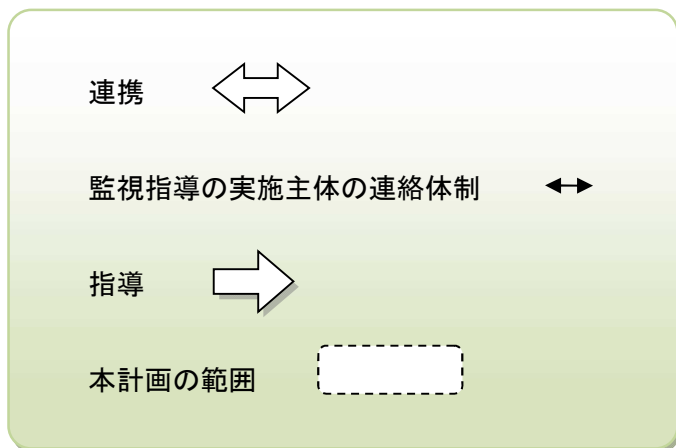 連携
監視指導の実施主体の連絡体制
指導
本計画の範囲